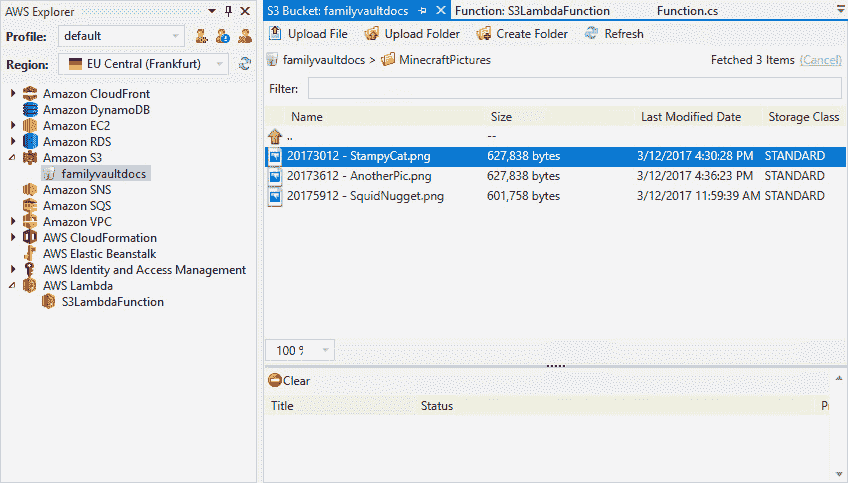 AWS Explorer
Profile: default
Region: EU Central (Frankfurt)
Amazon CloudFront
Amazon DynamoDB
Amazon EC2
Amazon RDS
Amazon S3
familyvaultdocs
Amazon SNS
Amazon SQS
Amazon VPC
AWS CloudFormation
AWS Elastic Beanstalk
AWS Identity and Access Management
AWS Lambda
S3LambdaFunction
S3 Bucket: familyvaultdocs Function: S3LambdaFunction Function.cs
Upload File Upload Folder Create Folder Refresh
familyvaultdocs > MinecraftPictures Fetched 3 Items (Cancel)
Filter:
Name Size Last Modified Date Storage Class
.. --
20173012 - StampyCat.png 627,838 bytes 3/12/2017 4:30:28 PM STANDARD
20173612 - AnotherPic.png 627,838 bytes 3/12/2017 4:36:23 PM STANDARD
20175912 - SquidNugget.png 601,758 bytes 3/12/2017 11:59:39 AM STANDARD
100 %
Clear
Title Status